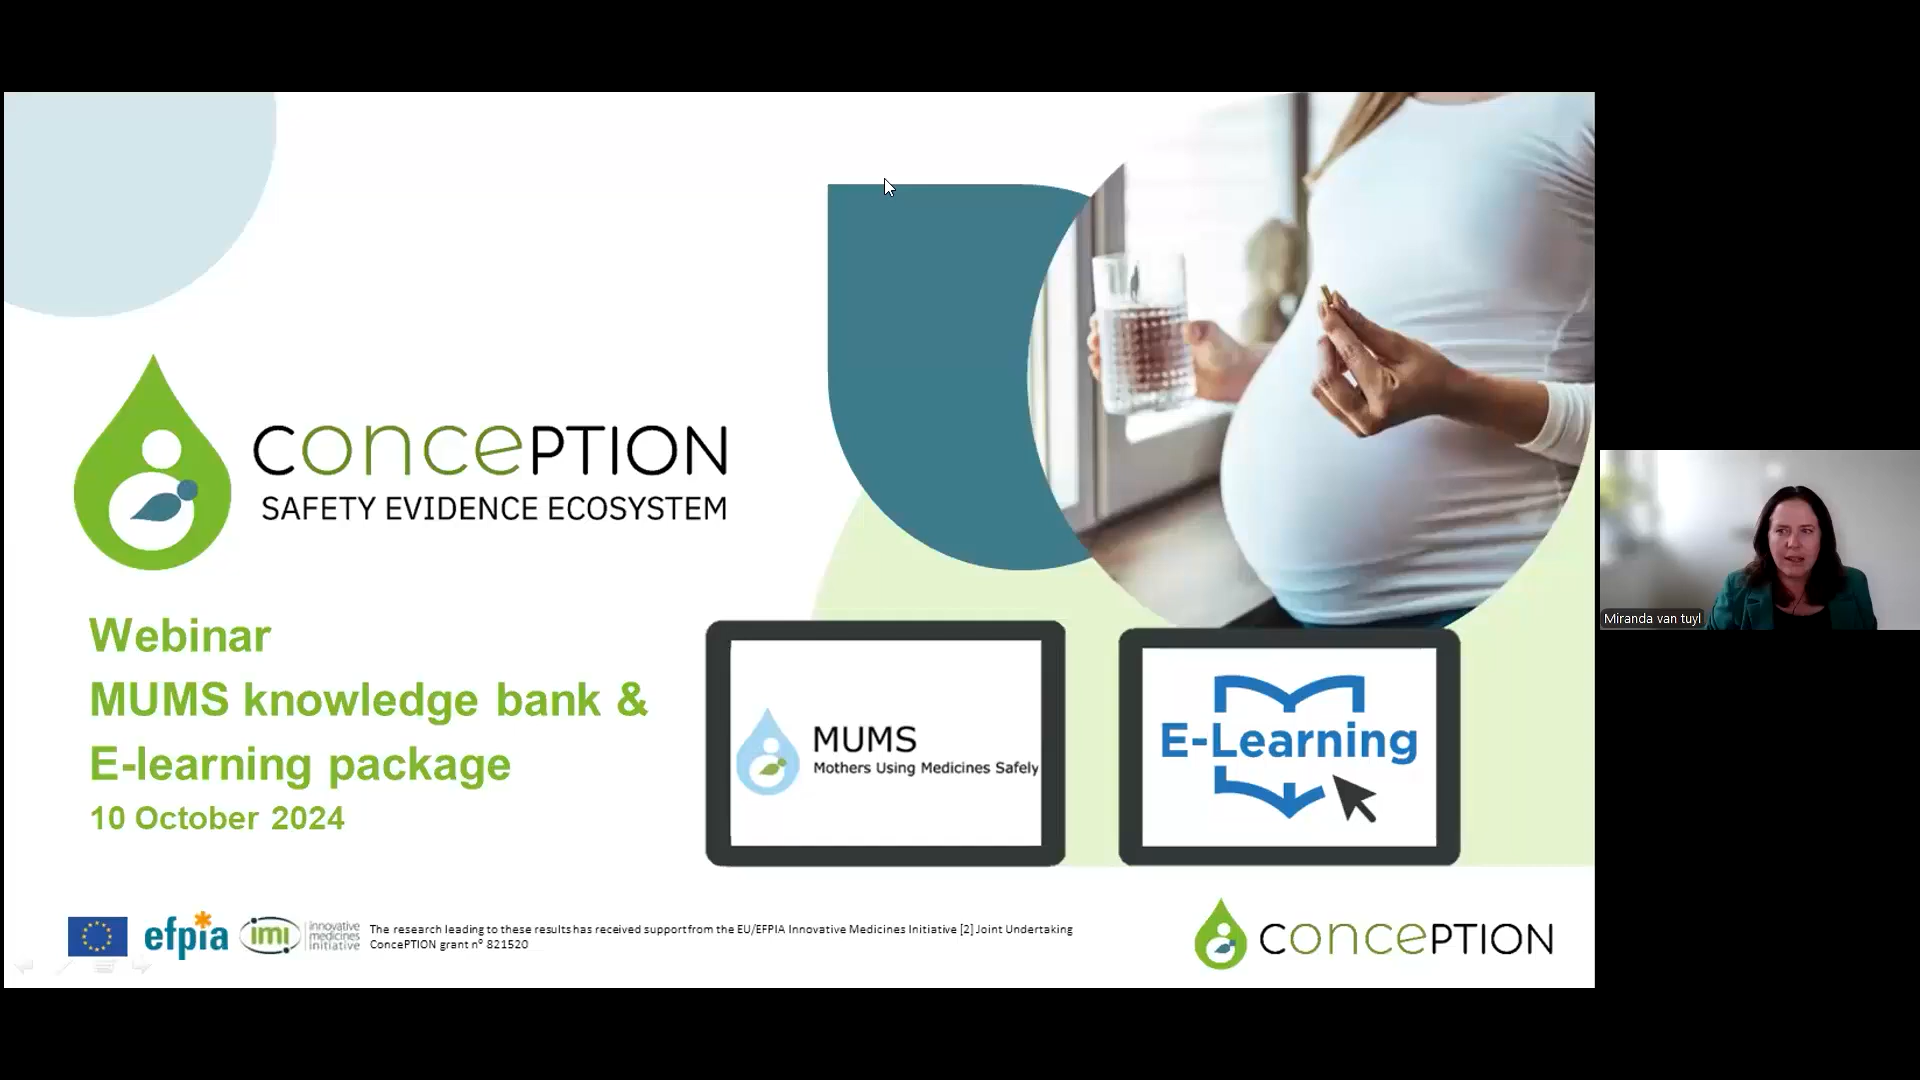 CONCEPTION
SAFETY EVIDENCE ECOSYSTEM
Webinar
MUMS knowledge bank &
E-learning package
10 October 2024
MUMS
Mothers Using Medicines Safely
E-Learning
Miranda van tuyl
efpia
imi
innovative
medicines
initiative
The research leading to these results has received support from the EU/EFPIA Innovative Medicines Initiative [2] Joint Undertaking
ConcePTION grant nº 821520
CONCEPTION